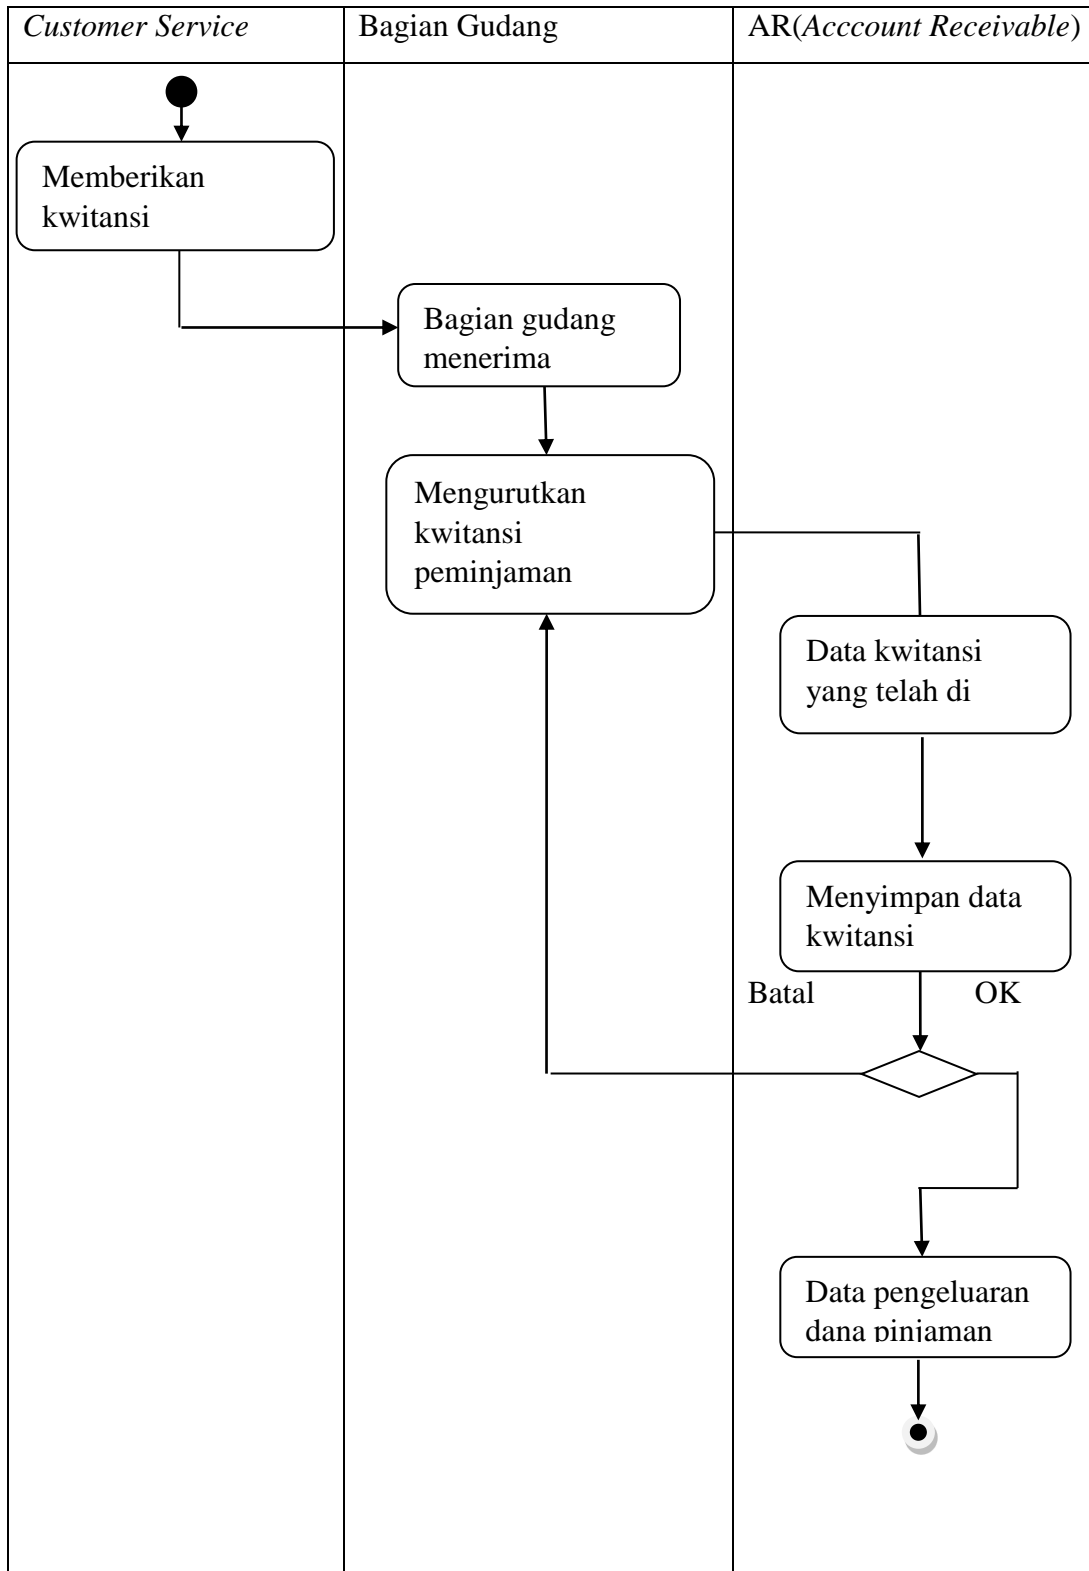 Customer Service
Bagian Gudang
AR(Acccount Receivable)
Memberikan
kwitansi
Bagian gudang
menerima
Mengurutkan
kwitansi
peminjaman
Data kwitansi
yang telah di
Menyimpan data
kwitansi
Batal
OK
Data pengeluaran
dana pinjaman